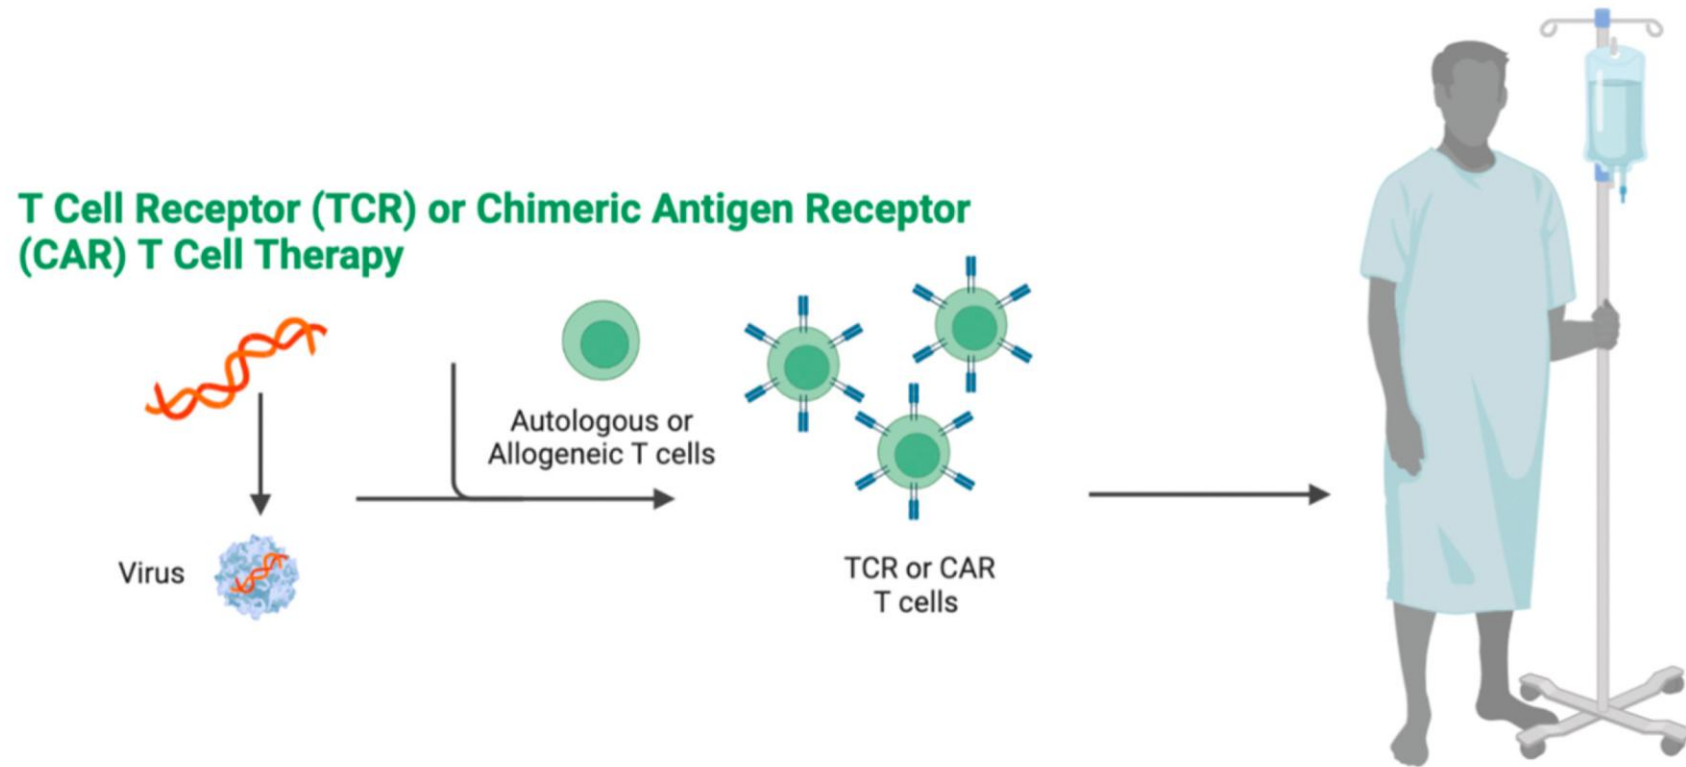 T Cell Receptor (TCR) or Chimeric Antigen Receptor
(CAR) T Cell Therapy
Autologous or
Allogeneic T cells
Virus
TCR or CAR
T cells